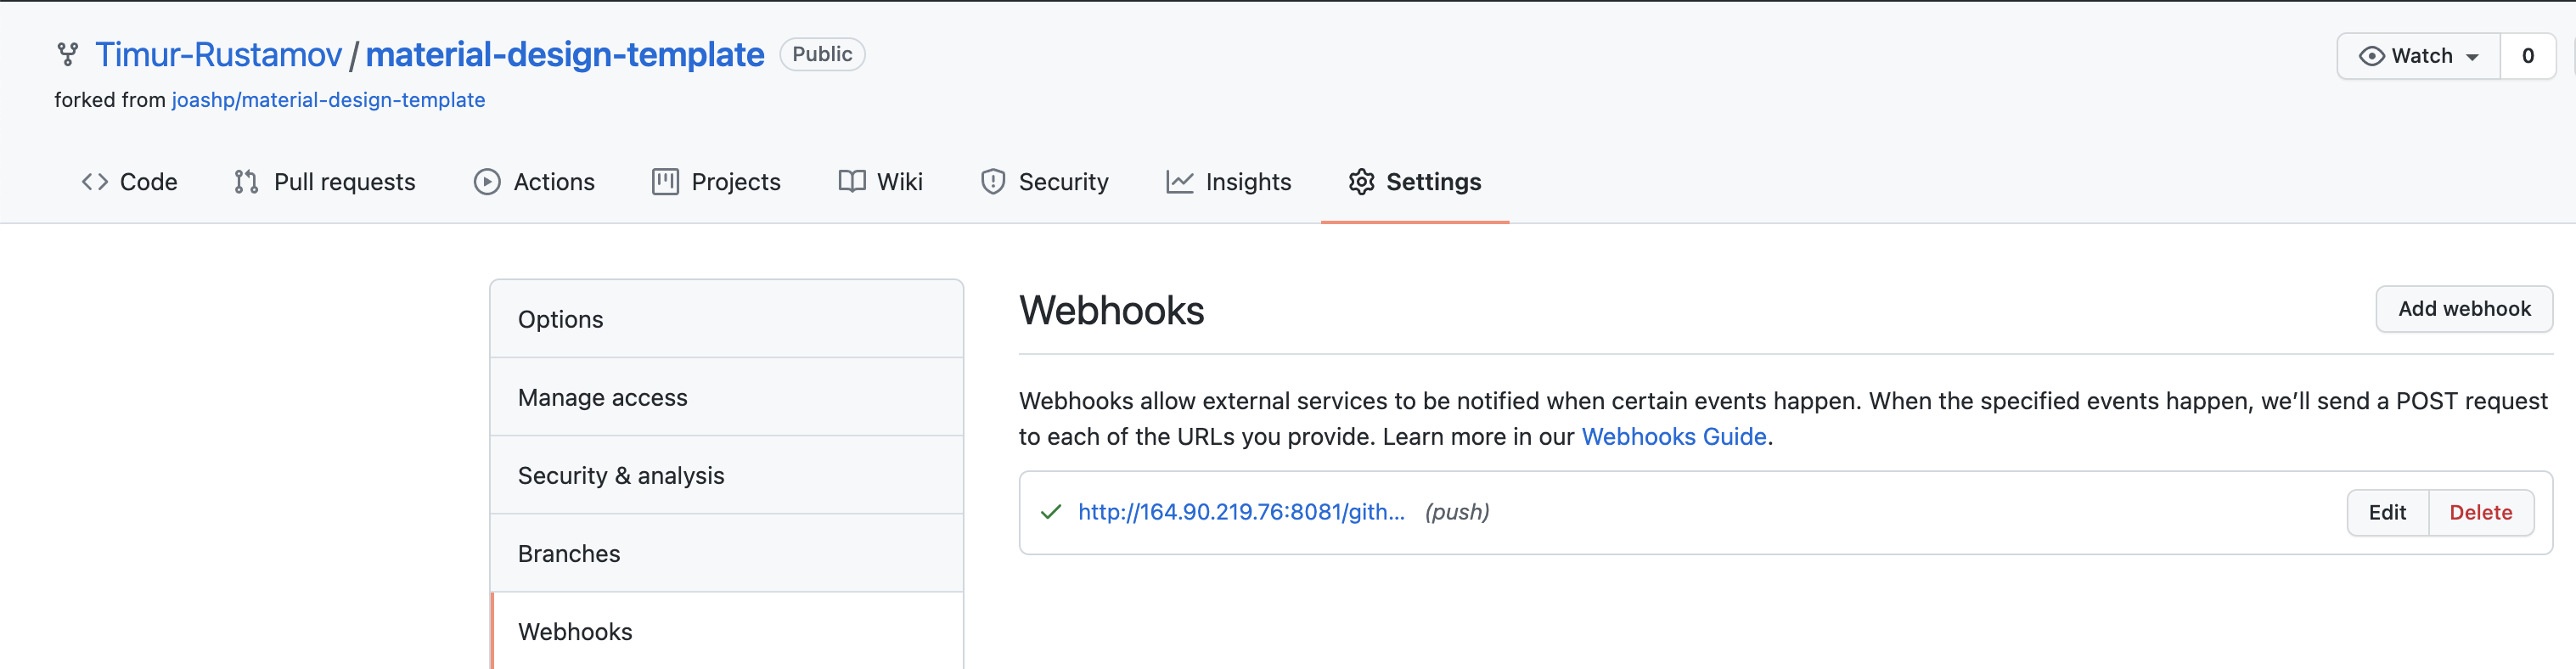 Timur-Rustamov / material-design-template Public
Watch 0
forked from joashp/material-design-template
Code Pull requests Actions Projects Wiki Security Insights Settings
Options
Manage access
Security & analysis
Branches
Webhooks
Webhooks
Add webhook
Webhooks allow external services to be notified when certain events happen. When the specified events happen, we’ll send a POST request
to each of the URLs you provide. Learn more in our Webhooks Guide.
http://164.90.219.76:8081/gith... (push)
Edit Delete